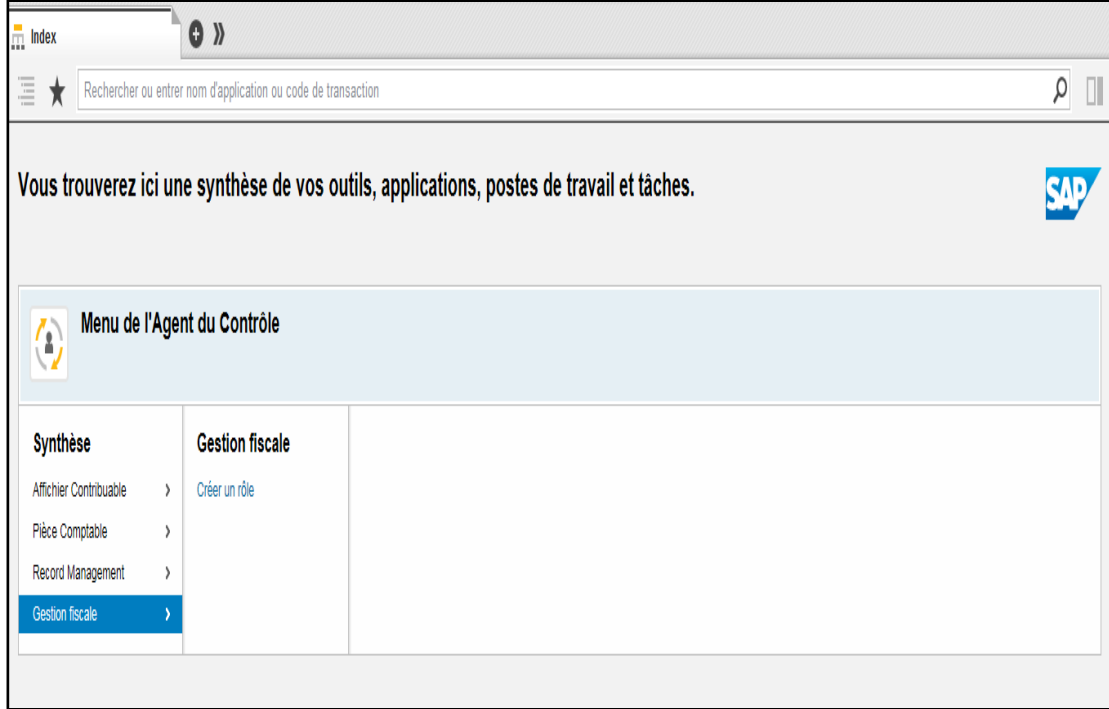 Index
Rechercher ou entrer nom d'application ou code de transaction
Vous trouverez ici une synthèse de vos outils, applications, postes de travail et tâches.
SAP
Menu de l'Agent du Contrôle
Synthèse
Affichier Contribuable
Pièce Comptable
Record Management
Gestion fiscale
Gestion fiscale
Créer un rôle